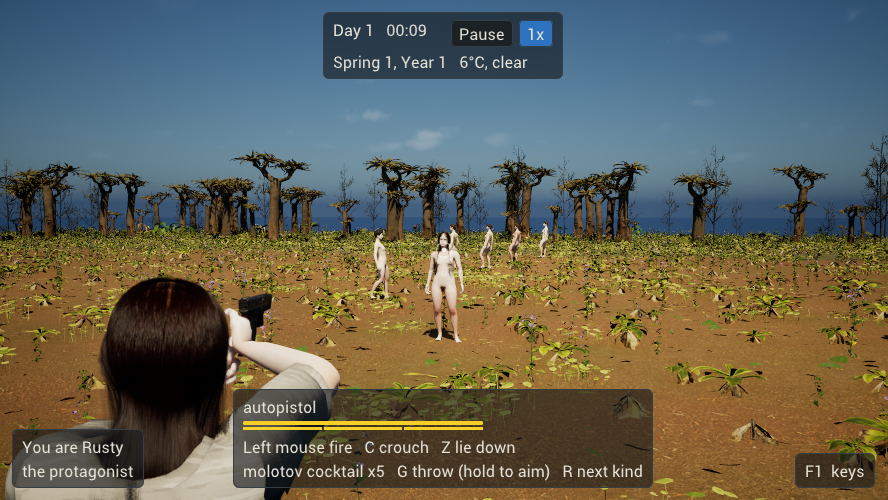 Day 1 00:09 Pause 1x
Spring 1, Year 1 6°C, clear
autopistol
Left mouse fire C crouch Z lie down
molotov cocktail x5 G throw (hold to aim) R next kind
You are Rusty
the protagonist
F1 keys